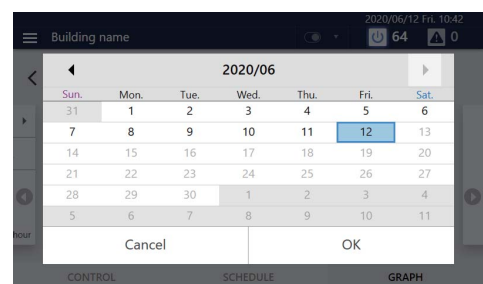 2020/06/12 Fri. 10:42
Building name 64 0
2020/06
Sun. Mon. Tue. Wed. Thu. Fri. Sat.
31 1 2 3 4 5 6
7 8 9 10 11 12 13
14 15 16 17 18 19 20
21 22 23 24 25 26 27
28 29 30 1 2 3 4
5 6 7 8 9 10 11
hour
Cancel OK
CONTROL SCHEDULE GRAPH